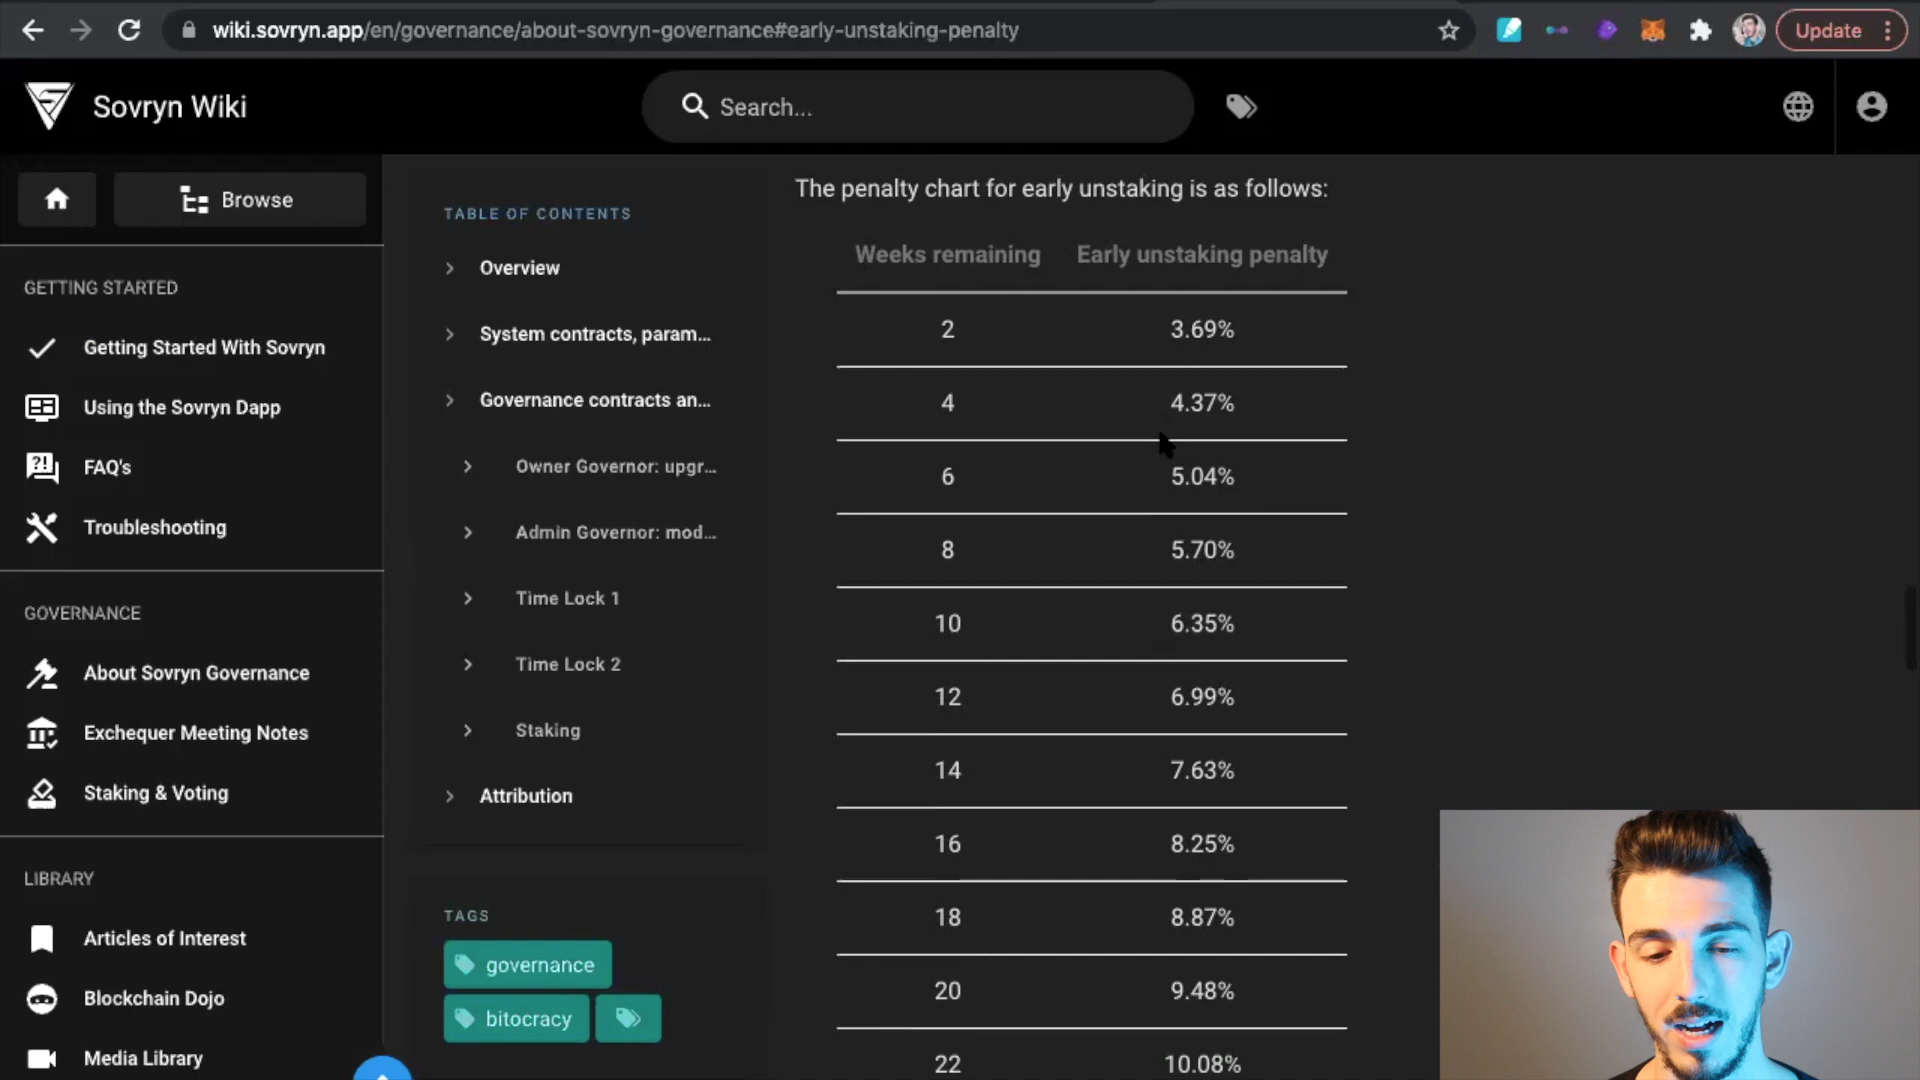 wiki.sovryn.app/en/governance/about-sovryn-governance#early-unstaking-penalty
Update
Sovryn Wiki
Search...
Browse
GETTING STARTED
Getting Started With Sovryn
Using the Sovryn Dapp
FAQ's
Troubleshooting
GOVERNANCE
About Sovryn Governance
Exchequer Meeting Notes
Staking & Voting
LIBRARY
Articles of Interest
Blockchain Dojo
Media Library
TABLE OF CONTENTS
Overview
System contracts, param...
Governance contracts an...
Owner Governor: upgr...
Admin Governor: mod...
Time Lock 1
Time Lock 2
Staking
Attribution
TAGS
governance
bitocracy
The penalty chart for early unstaking is as follows:
Weeks remaining Early unstaking penalty
2 3.69%
4 4.37%
6 5.04%
8 5.70%
10 6.35%
12 6.99%
14 7.63%
16 8.25%
18 8.87%
20 9.48%
22 10.08%